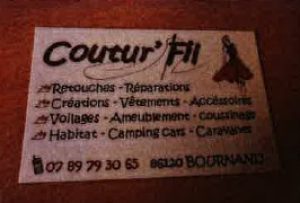 Coutur' Fil
Retouches - Réparations
Créations - Vêtements - Accessoires
Voilages - Ameublement - Coussinage
Habitat - Camping cars - Caravanes
07 89 79 30 65 86120 BOURNAND